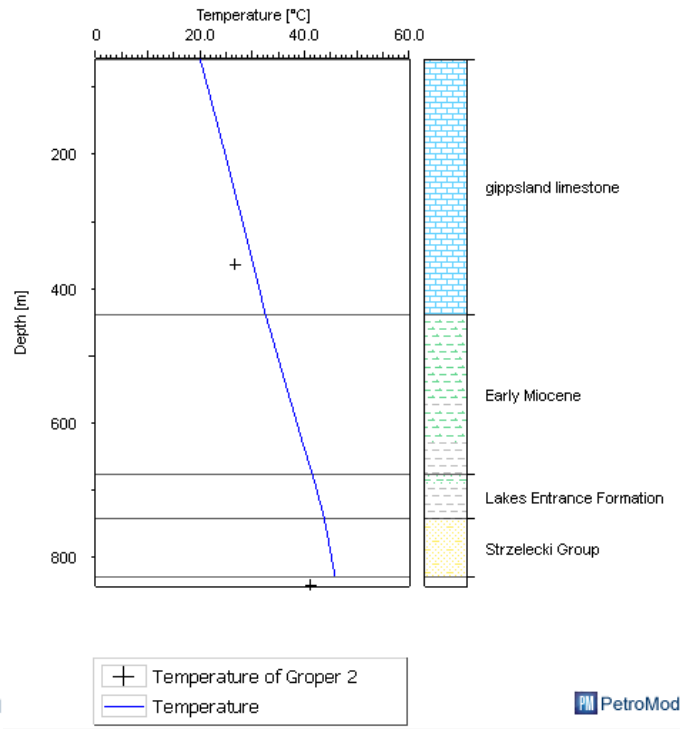 Temperature [°C]
0 20.0 40.0 60.0
200
gippsland limestone
Depth [m]
400
Early Miocene
600
Lakes Entrance Formation
Strzelecki Group
800
Temperature of Groper 2
Temperature
PM PetroMod